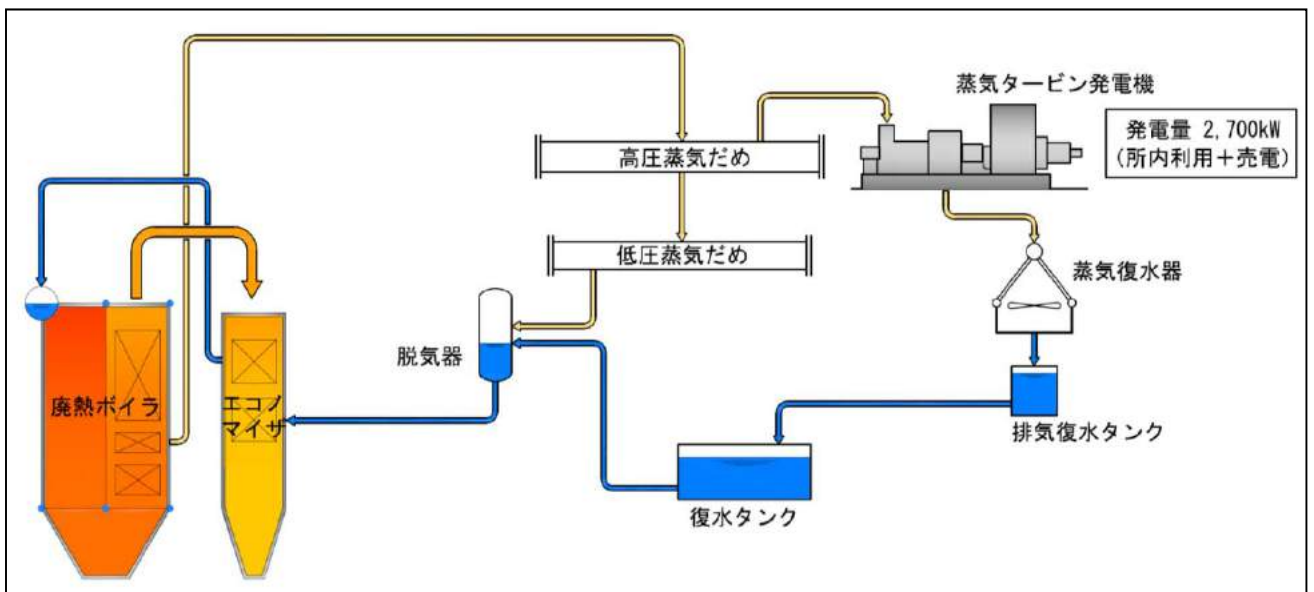 蒸気タービン発電機
発電量 2,700kW
(所内利用+売電)
高圧蒸気だめ
低圧蒸気だめ
蒸気復水器
脱気器
廃熱ボイラ
エコノ
マイザ
排気復水タンク
復水タンク